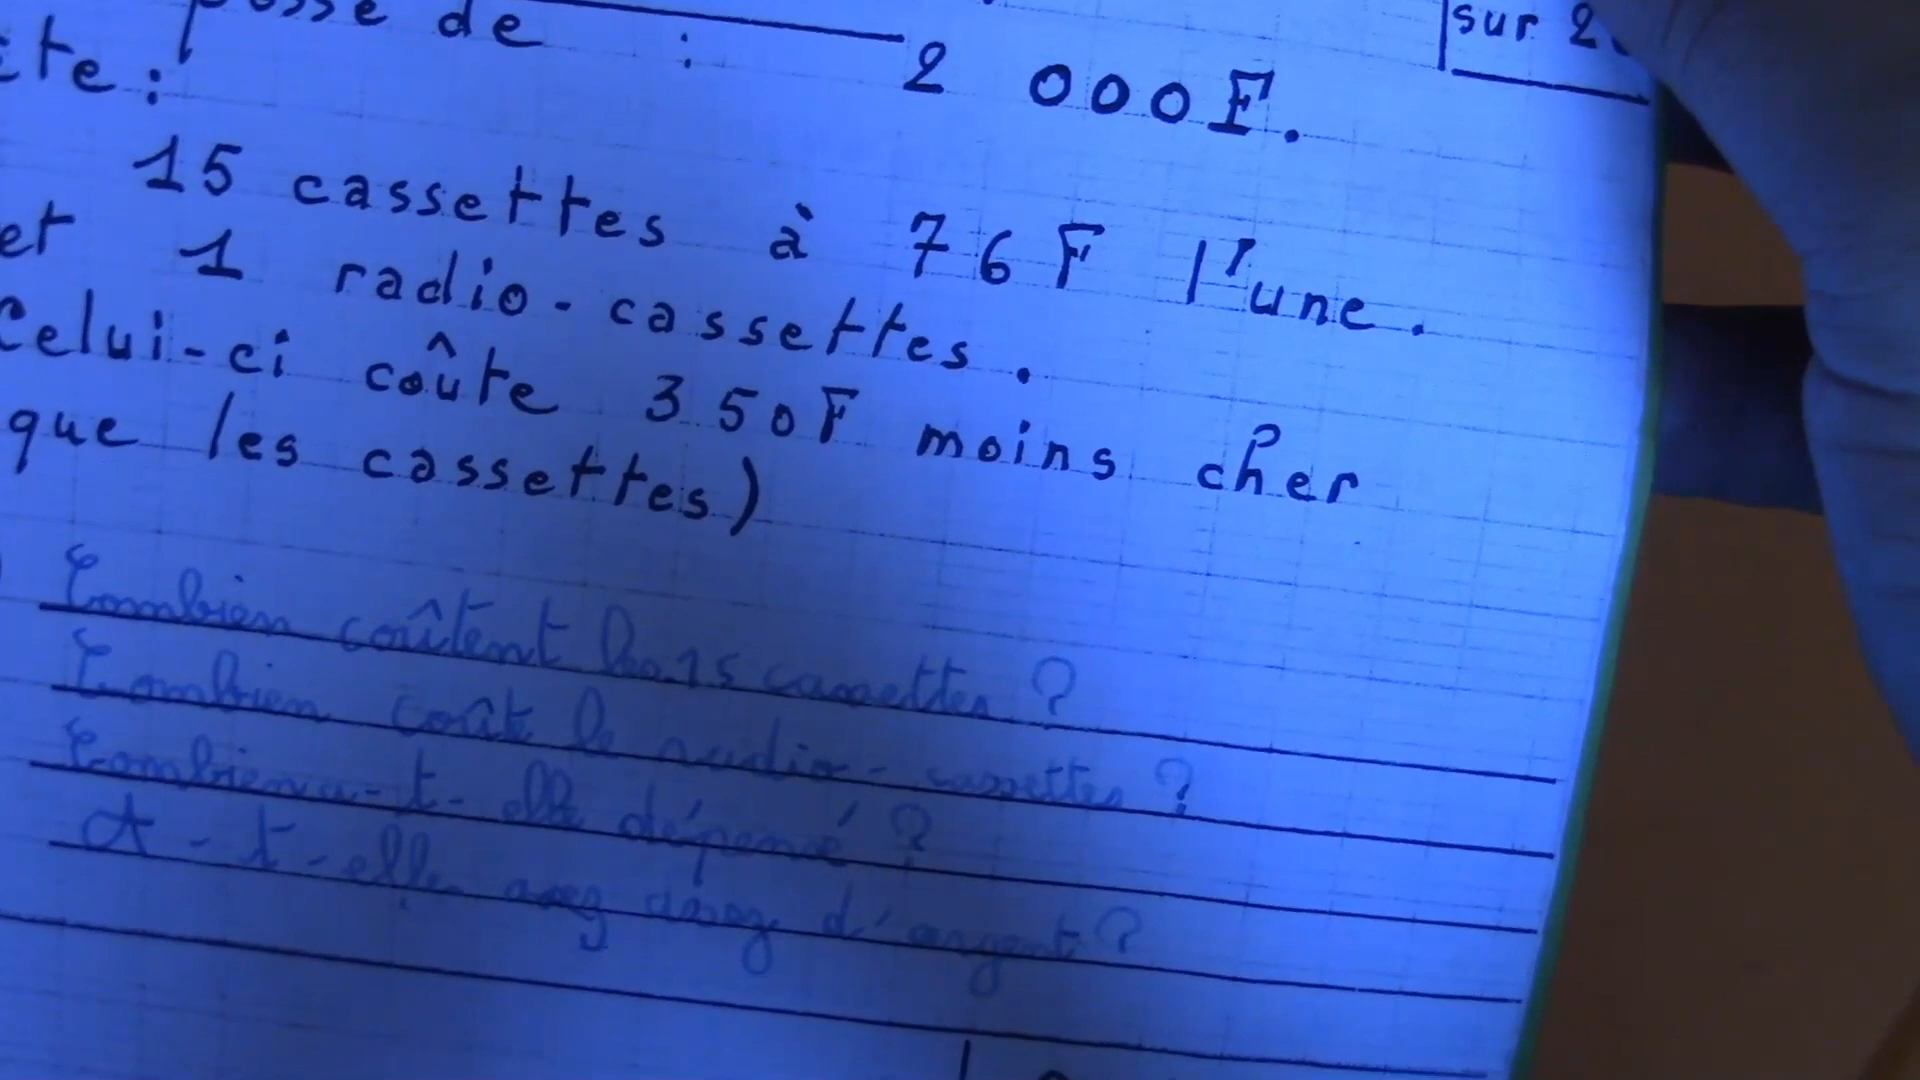 posse de : 2 000F.
sur 2
te :
15 cassettes à 76F l'une.
et 1 radio-cassettes.
Celui-ci coûte 350F moins cher
que les cassettes)
Combien coûtent les 15 cassettes ?
Combien coûte le radio-cassettes ?
Combien a-t-elle dépensé ?
A-t-elle assez d'argent ?